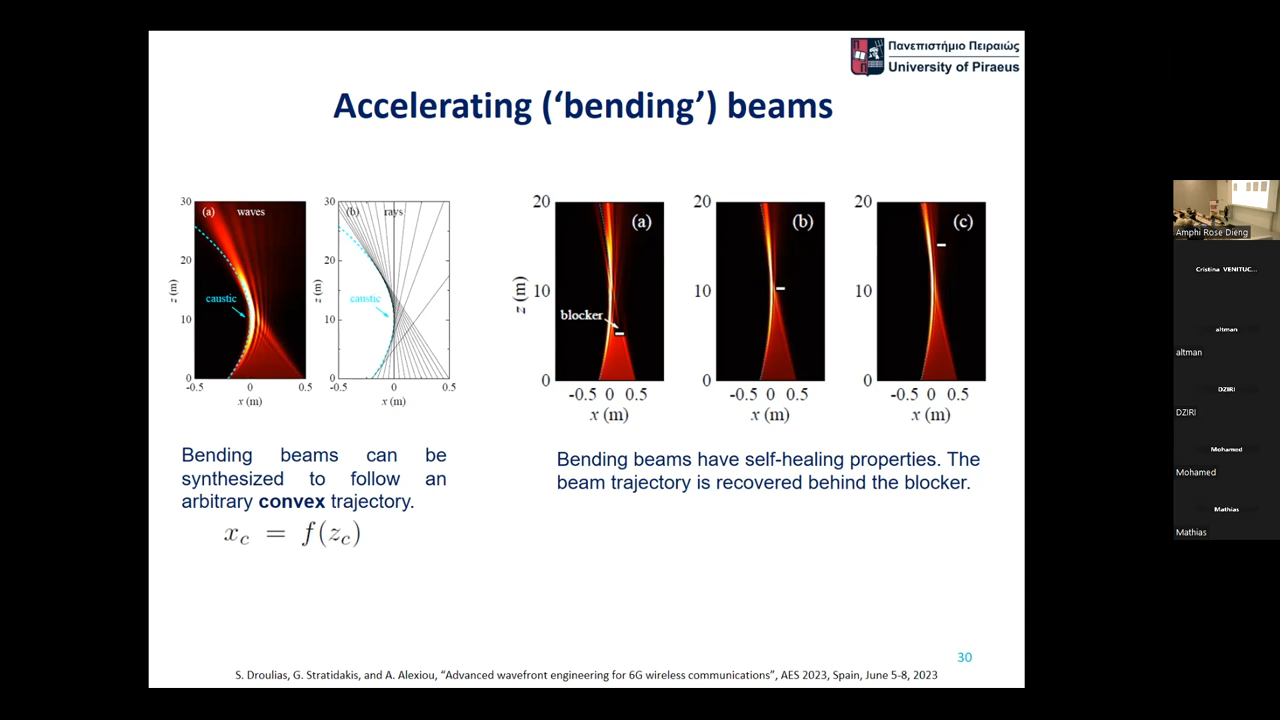 Πανεπιστήμιο Πειραιώς
University of Piraeus
Accelerating (‘bending’) beams
30
20
10
0
z (m)
(a)
waves
caustic
-0.5
0
0.5
x (m)
30
20
10
0
z (m)
(b)
rays
caustic
-0.5
0
0.5
x (m)
20
10
0
z (m)
(a)
blocker
-0.5 0 0.5
x (m)
20
10
0
(b)
-0.5 0 0.5
x (m)
20
10
0
(c)
-0.5 0 0.5
x (m)
Bending beams can be
synthesized to follow an
arbitrary convex trajectory.
x_c = f(z_c)
Bending beams have self-healing properties. The
beam trajectory is recovered behind the blocker.
30
S. Droulias, G. Stratidakis, and A. Alexiou, “Advanced wavefront engineering for 6G wireless communications”, AES 2023, Spain, June 5-8, 2023
Amphi Rose Dieng
Cristina VENITUC...
altman
altman
DZIRI
DZIRI
Mohamed
Mohamed
Mathias
Mathias